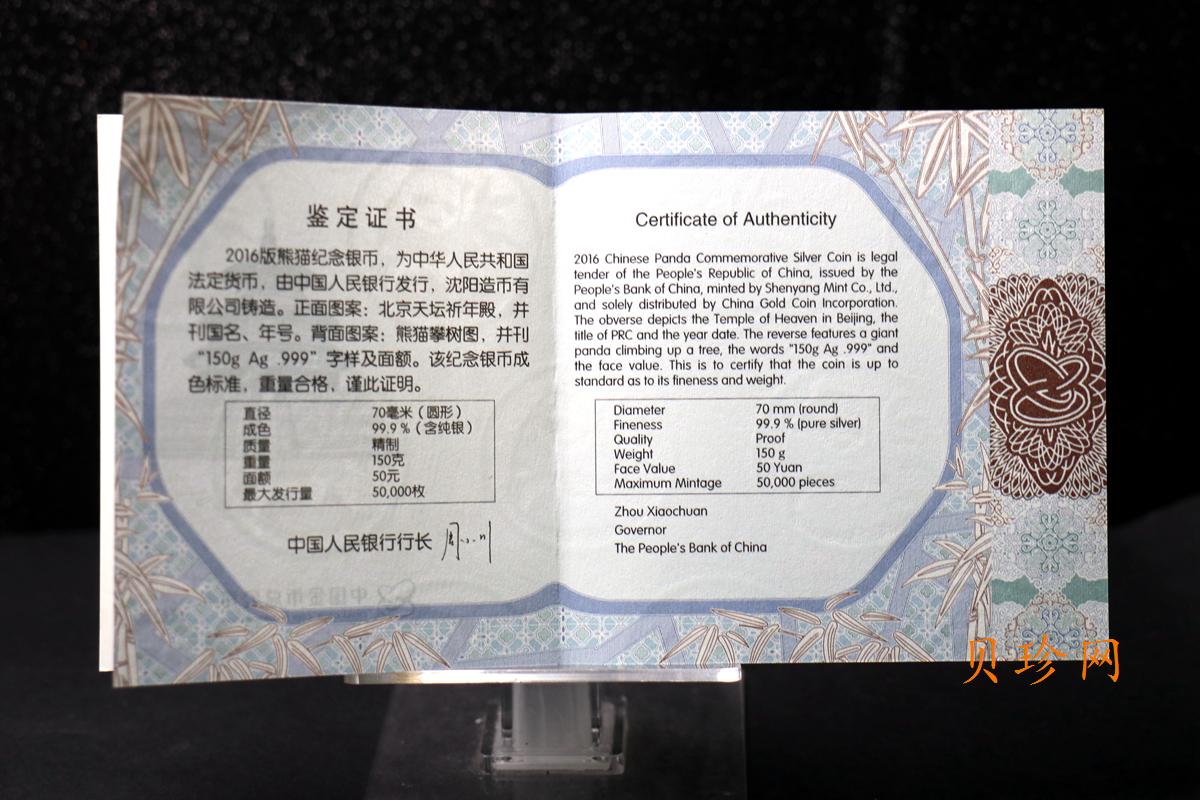 鉴定证书
2016版熊猫纪念银币，为中华人民共和国
法定货币，由中国人民银行发行，沈阳造币有
限公司铸造。正面图案：北京天坛祈年殿，并
刊国名、年号。背面图案：熊猫攀树图，并刊
“150g Ag .999”字样及面额。该纪念银币成
色标准，重量合格，谨此证明。
直径 70毫米（圆形）
成色 99.9％（含纯银）
质量 精制
重量 150克
面额 50元
最大发行量 50,000枚
中国人民银行行长 周小川
Certificate of Authenticity
2016 Chinese Panda Commemorative Silver Coin is legal
tender of the People's Republic of China, issued by the
People's Bank of China, minted by Shenyang Mint Co., Ltd.,
and solely distributed by China Gold Coin Incorporation.
The obverse depicts the Temple of Heaven in Beijing, the
title of PRC and the year date. The reverse features a giant
panda climbing up a tree, the words "150g Ag .999" and
the face value. This is to certify that the coin is up to
standard as to its fineness and weight.
Diameter 70 mm (round)
Fineness 99.9 % (pure silver)
Quality Proof
Weight 150 g
Face Value 50 Yuan
Maximum Mintage 50,000 pieces
Zhou Xiaochuan
Governor
The People's Bank of China
贝珍网